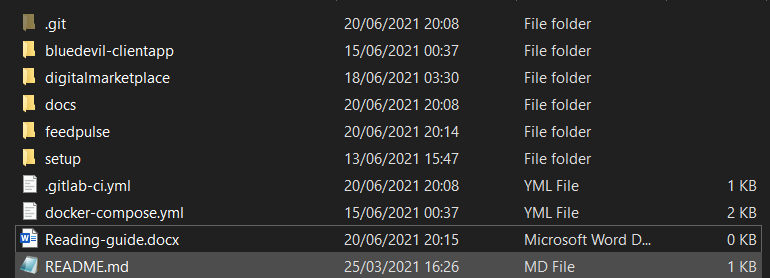 .git 20/06/2021 20:08 File folder
bluedevil-clientapp 15/06/2021 00:37 File folder
digitalmarketplace 18/06/2021 03:30 File folder
docs 20/06/2021 20:08 File folder
feedpulse 20/06/2021 20:14 File folder
setup 13/06/2021 15:47 File folder
.gitlab-ci.yml 20/06/2021 20:08 YML File 1 KB
docker-compose.yml 15/06/2021 00:37 YML File 2 KB
Reading-guide.docx 20/06/2021 20:15 Microsoft Word D... 0 KB
README.md 25/03/2021 16:26 MD File 1 KB